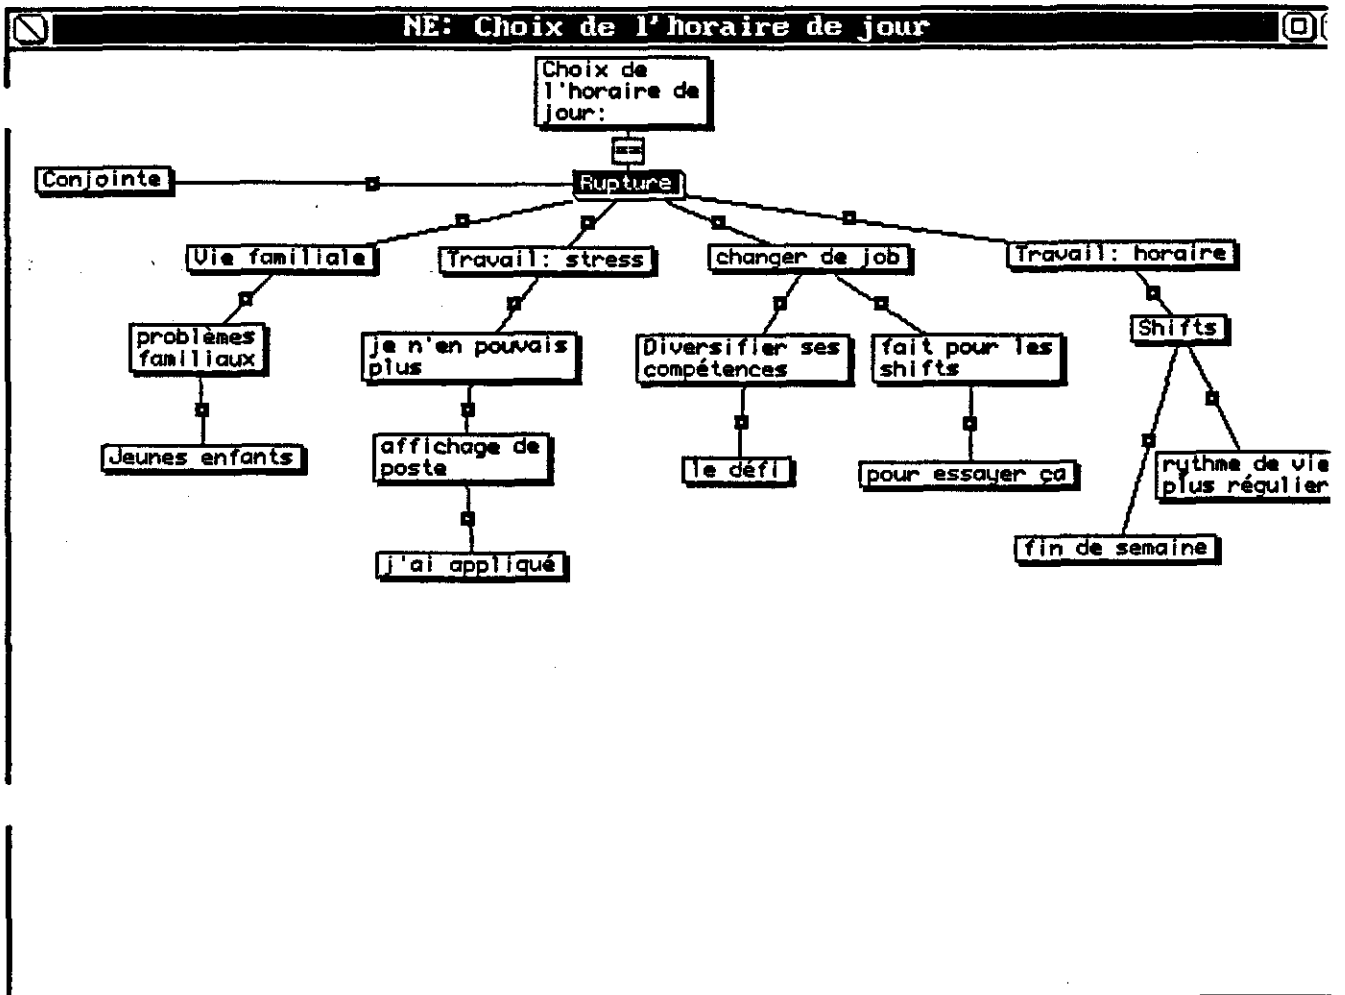 NE: Choix de l'horaire de jour
Choix de
l'horaire de
jour:
==
Conjointe
Rupture
Vie familiale
Travail: stress
changer de job
Travail: horaire
problèmes
familiaux
je n'en pouvais
plus
Diversifier ses
compétences
fait pour les
shifts
Shifts
Jeunes enfants
affichage de
poste
le défi
pour essayer ça
rythme de vie
plus régulier
fin de semaine
j'ai appliqué